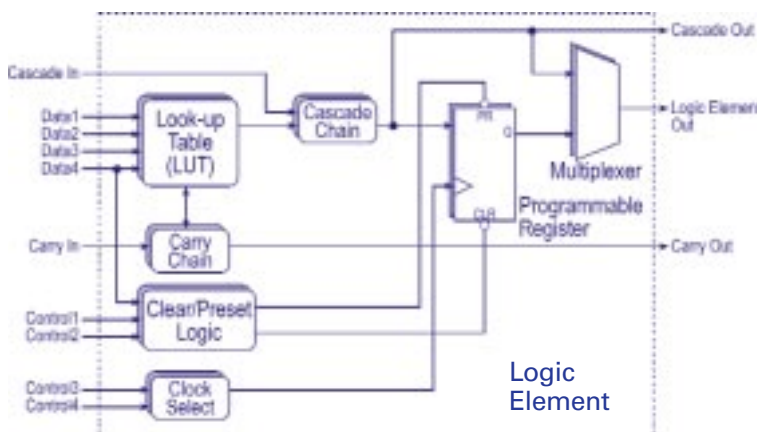 Cascade Out
Cascade In
Data1
Data2
Data3
Data4
Look-up
Table
(LUT)
Cascade
Chain
PR
Q
CLR
Logic Elemen
Out
Multiplexer
Programmable
Register
Carry In
Carry
Chain
Carry Out
Control1
Control2
Clear/Preset
Logic
Control3
Control4
Clock
Select
Logic
Element